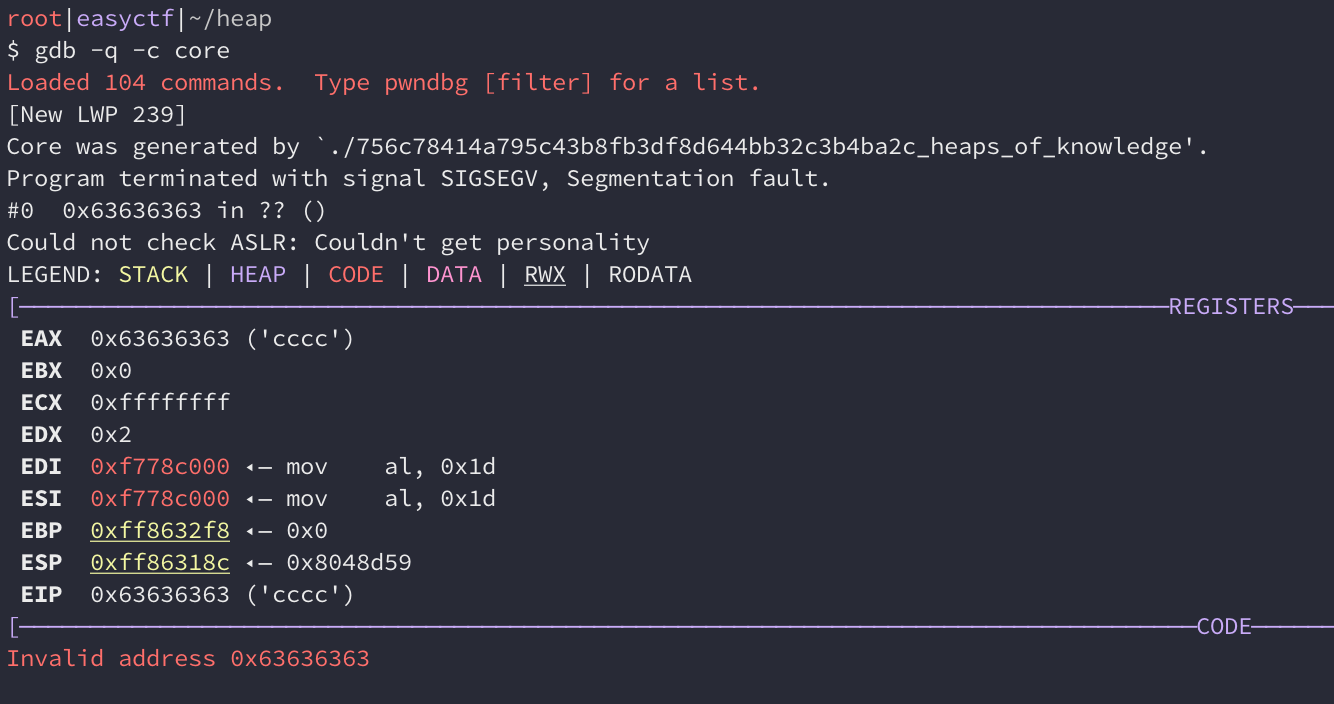 root|easyctf|~/heap
$ gdb -q -c core
Loaded 104 commands.  Type pwndbg [filter] for a list.
[New LWP 239]
Core was generated by `./756c78414a795c43b8fb3df8d644bb32c3b4ba2c_heaps_of_knowledge'.
Program terminated with signal SIGSEGV, Segmentation fault.
#0  0x63636363 in ?? ()
Could not check ASLR: Couldn't get personality
LEGEND: STACK | HEAP | CODE | DATA | RWX | RODATA
[──────────REGISTERS───
 EAX  0x63636363 ('cccc')
 EBX  0x0
 ECX  0xffffffff
 EDX  0x2
 EDI  0xf778c000 ◂— mov    al, 0x1d
 ESI  0xf778c000 ◂— mov    al, 0x1d
 EBP  0xff8632f8 ◂— 0x0
 ESP  0xff86318c ◂— 0x8048d59
 EIP  0x63636363 ('cccc')
[──────────CODE──────
Invalid address 0x63636363